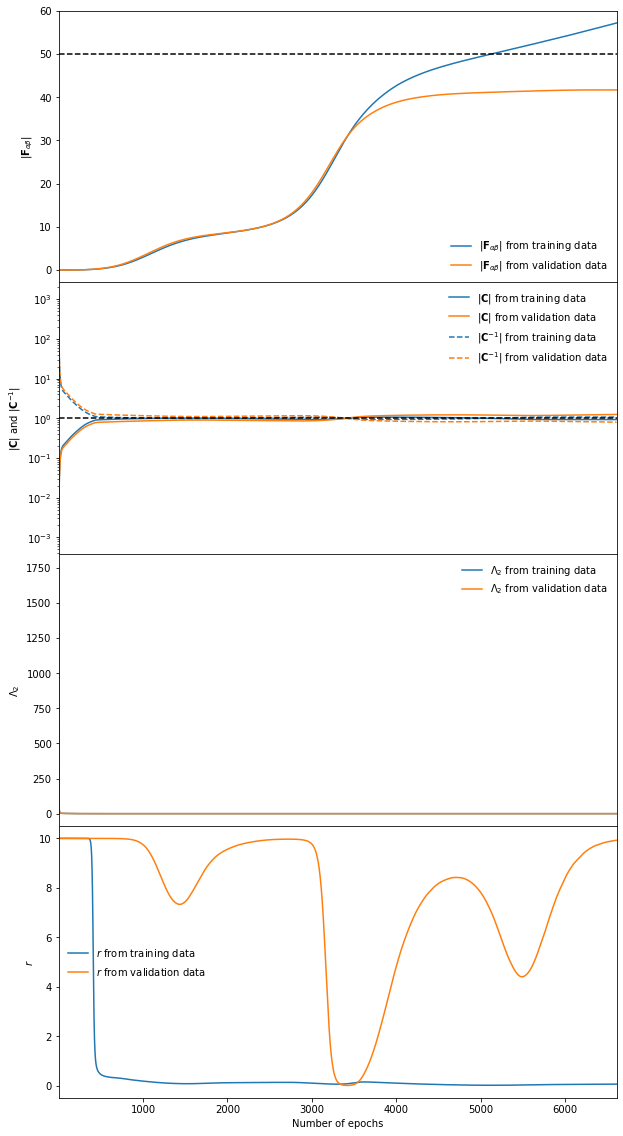 60
50
40
30
20
10
0
|F_αβ|
|F_αβ| from training data
|F_αβ| from validation data
10³
10²
10¹
10⁰
10⁻¹
10⁻²
10⁻³
|C| and |C⁻¹|
|C| from training data
|C| from validation data
|C⁻¹| from training data
|C⁻¹| from validation data
1750
1500
1250
1000
750
500
250
0
Λ₂
Λ₂ from training data
Λ₂ from validation data
10
8
6
4
2
0
r
r from training data
r from validation data
1000 2000 3000 4000 5000 6000
Number of epochs